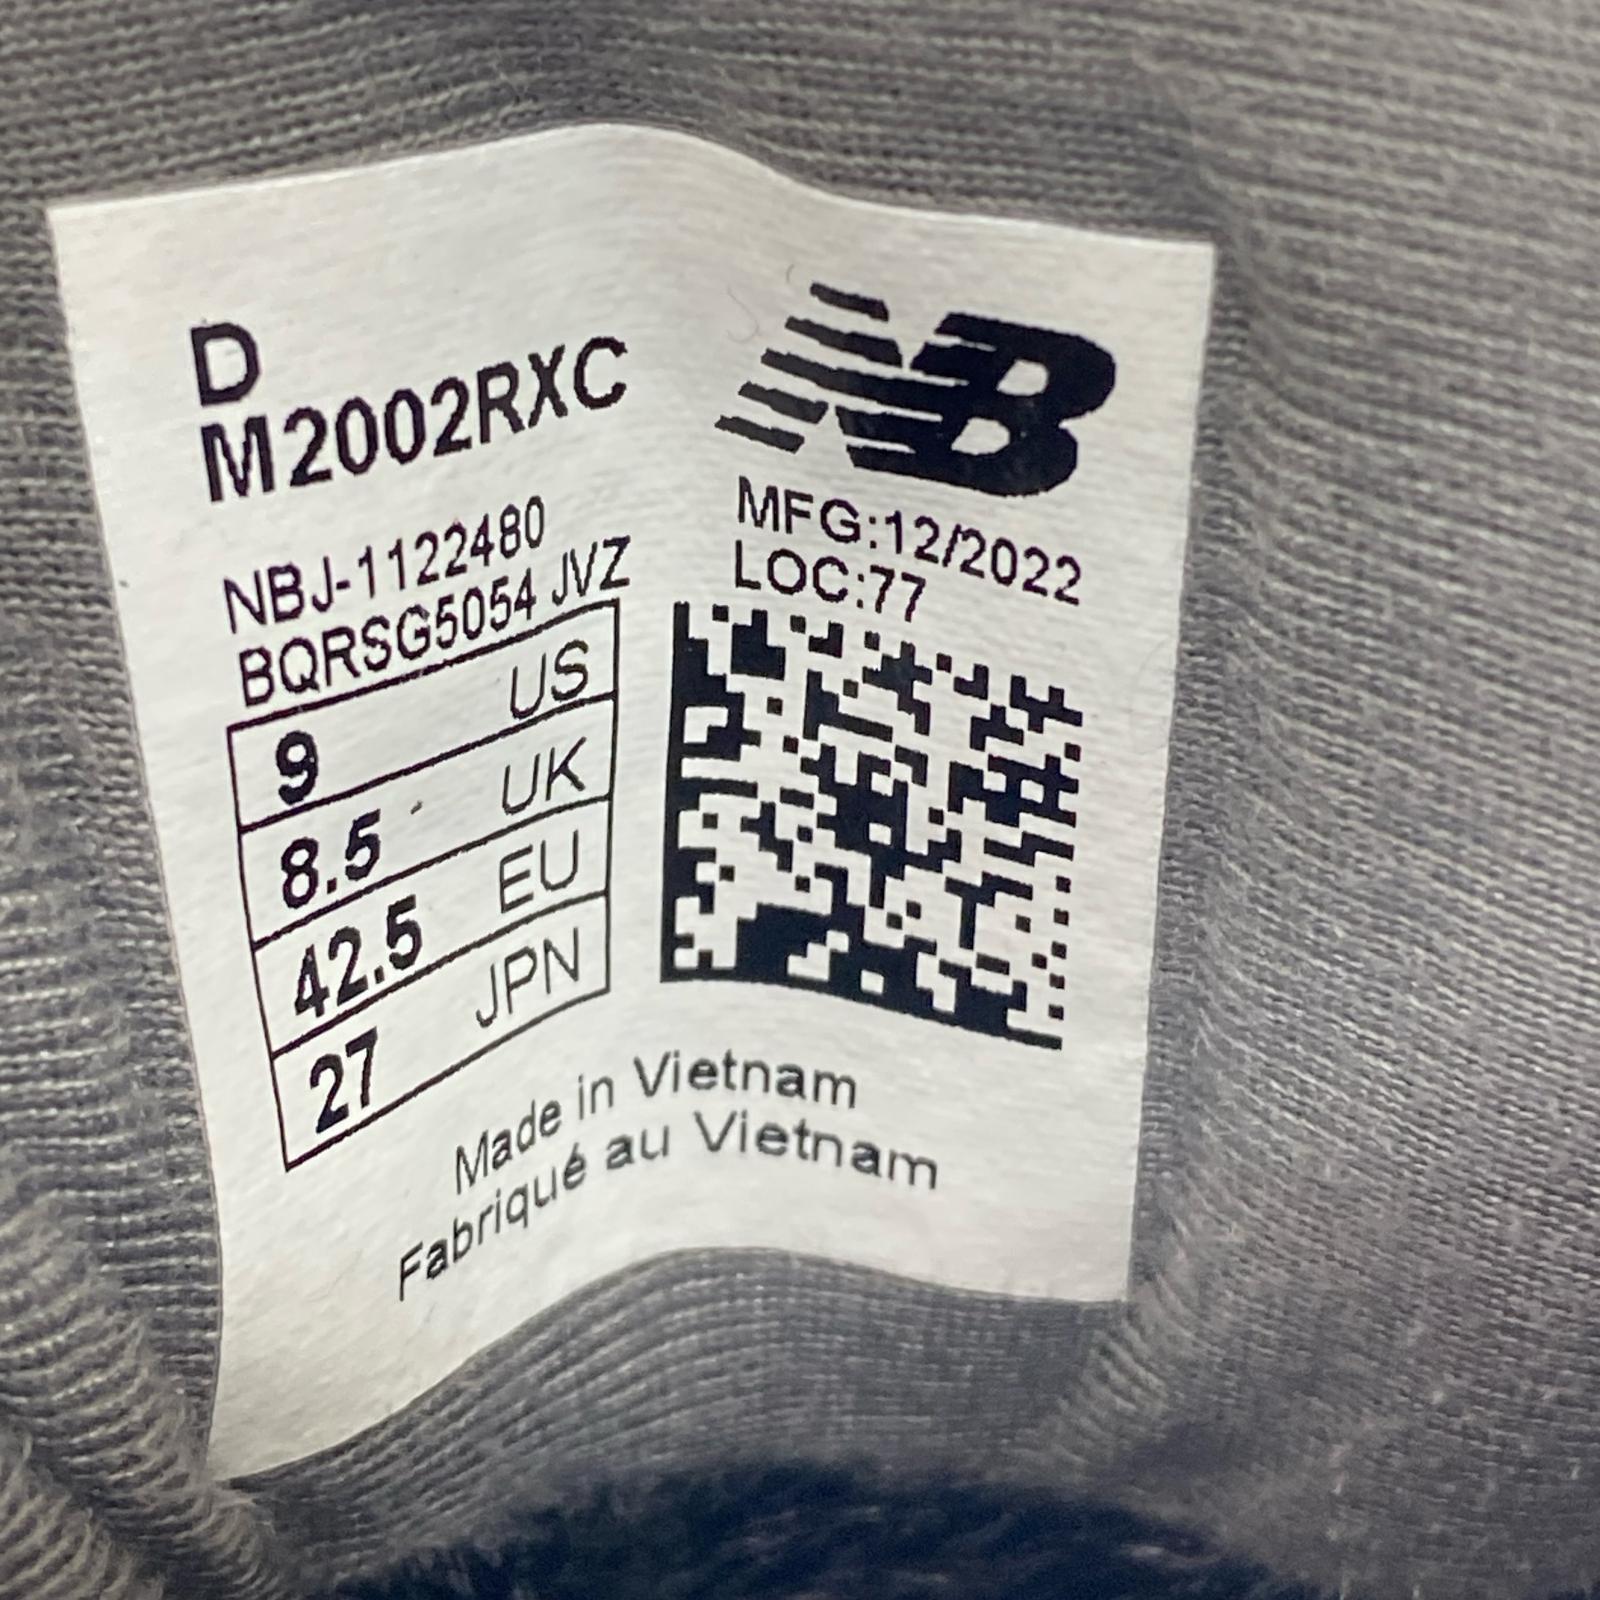 D
M2002RXC
NBJ-1122480
BQRSG5054 JVZ
9 US
8.5 UK
42.5 EU
27 JPN
NB
MFG:12/2022
LOC:77
Made in Vietnam
Fabriqué au Vietnam